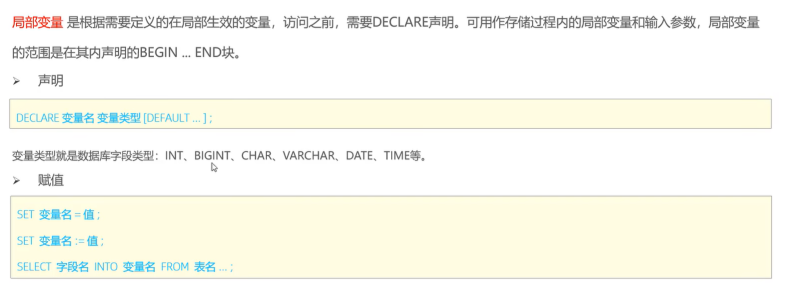 局部变量 是根据需要定义的在局部生效的变量，访问之前，需要DECLARE声明。可用作存储过程内的局部变量和输入参数，局部变量
的范围是在其内声明的BEGIN ... END块。
➢ 声明
DECLARE 变量名 变量类型 [DEFAULT ... ] ;
变量类型就是数据库字段类型：INT、BIGINT、CHAR、VARCHAR、DATE、TIME等。
➢ 赋值
SET 变量名 = 值 ;
SET 变量名 := 值 ;
SELECT 字段名 INTO 变量名 FROM 表名 ... ;